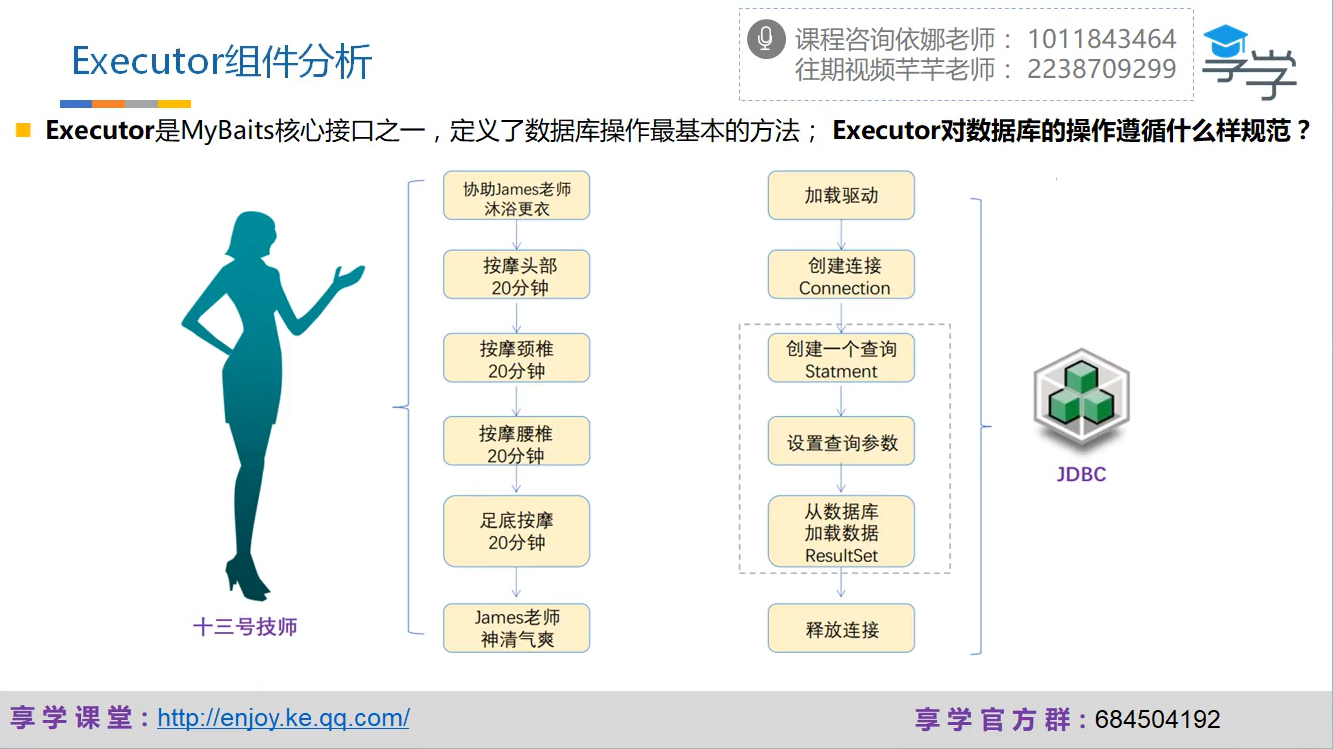 Executor组件分析
课程咨询依娜老师： 1011843464
往期视频芊芊老师： 2238709299
享学
Executor是MyBaits核心接口之一，定义了数据库操作最基本的方法； Executor对数据库的操作遵循什么样规范？
协助James老师
沐浴更衣
按摩头部
20分钟
按摩颈椎
20分钟
按摩腰椎
20分钟
足底按摩
20分钟
James老师
神清气爽
十三号技师
加载驱动
创建连接
Connection
创建一个查询
Statment
设置查询参数
从数据库
加载数据
ResultSet
释放连接
JDBC
享学课堂：http://enjoy.ke.qq.com/
享学官方群：684504192